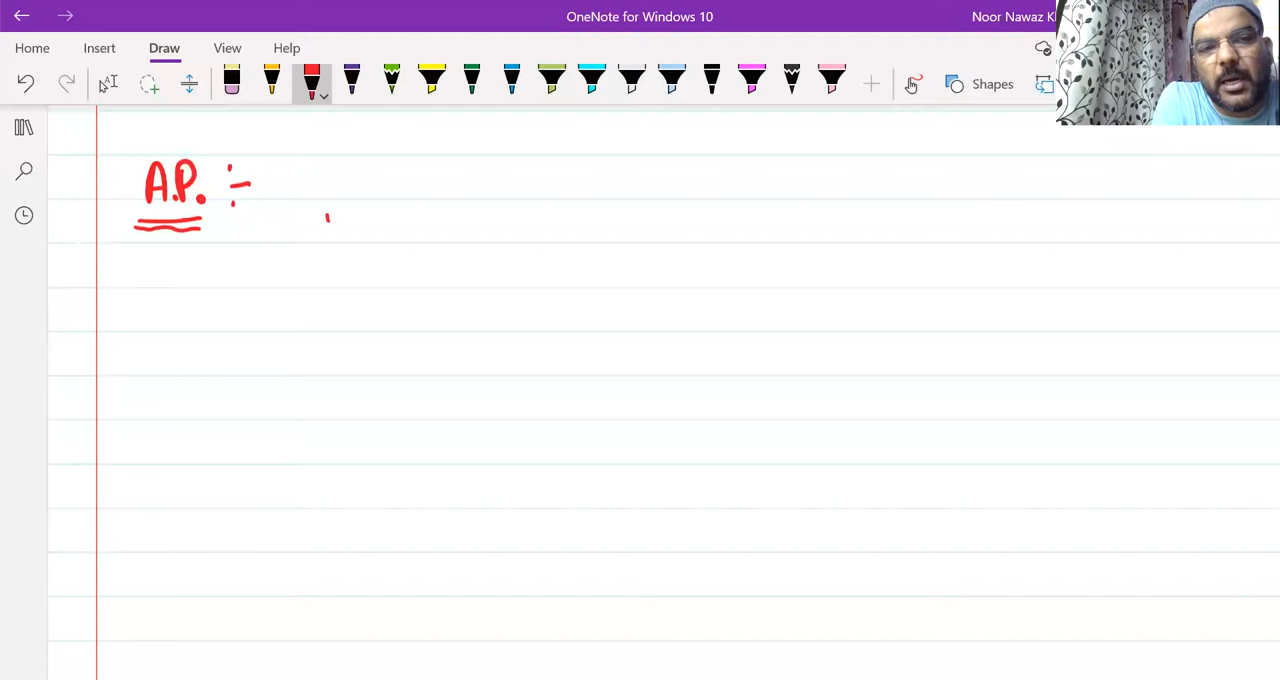 OneNote for Windows 10
Noor Nawaz K
Home Insert Draw View Help
Shapes
A.P. :-